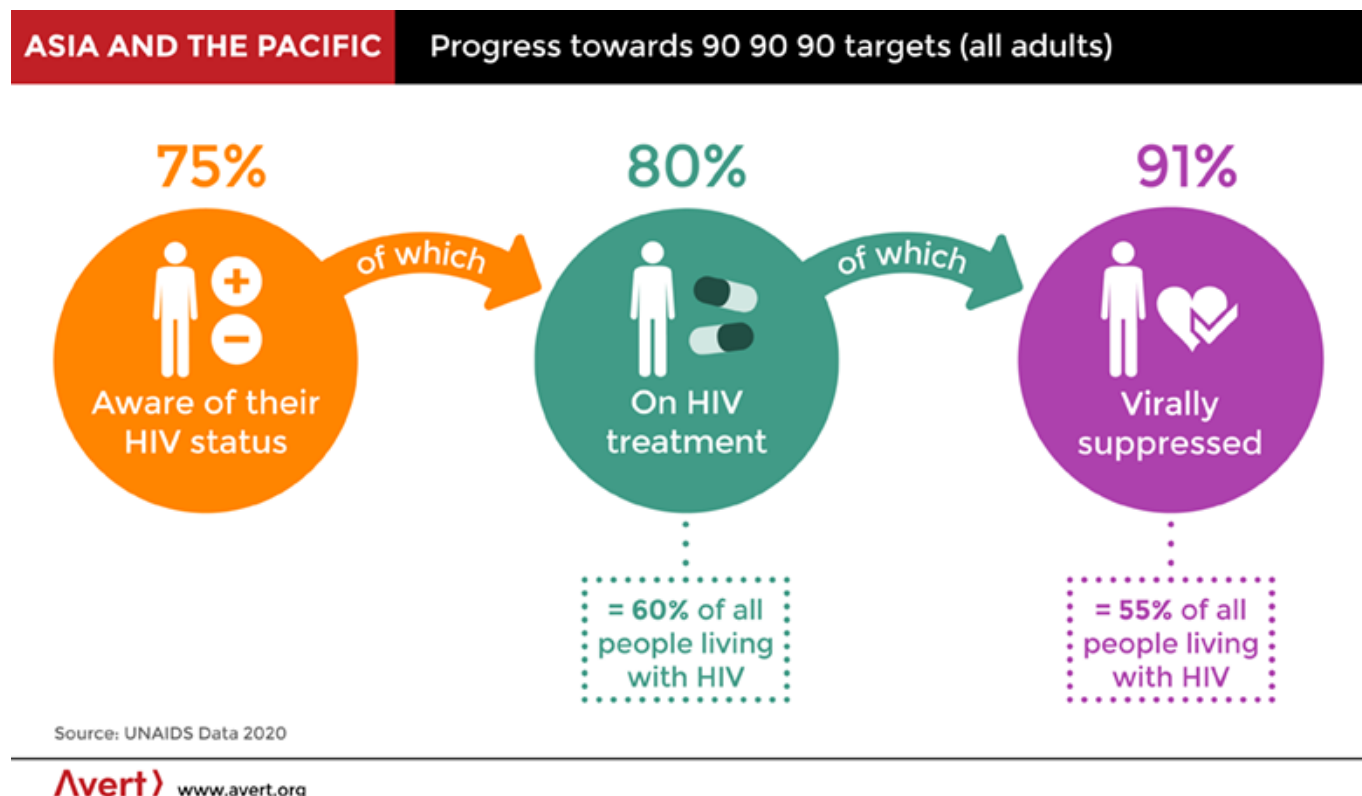 ASIA AND THE PACIFIC
Progress towards 90 90 90 targets (all adults)
75%
80%
91%
of which
of which
Aware of their
HIV status
On HIV
treatment
Virally
suppressed
= 60% of all
people living
with HIV
= 55% of all
people living
with HIV
Source: UNAIDS Data 2020
Avert www.avert.org